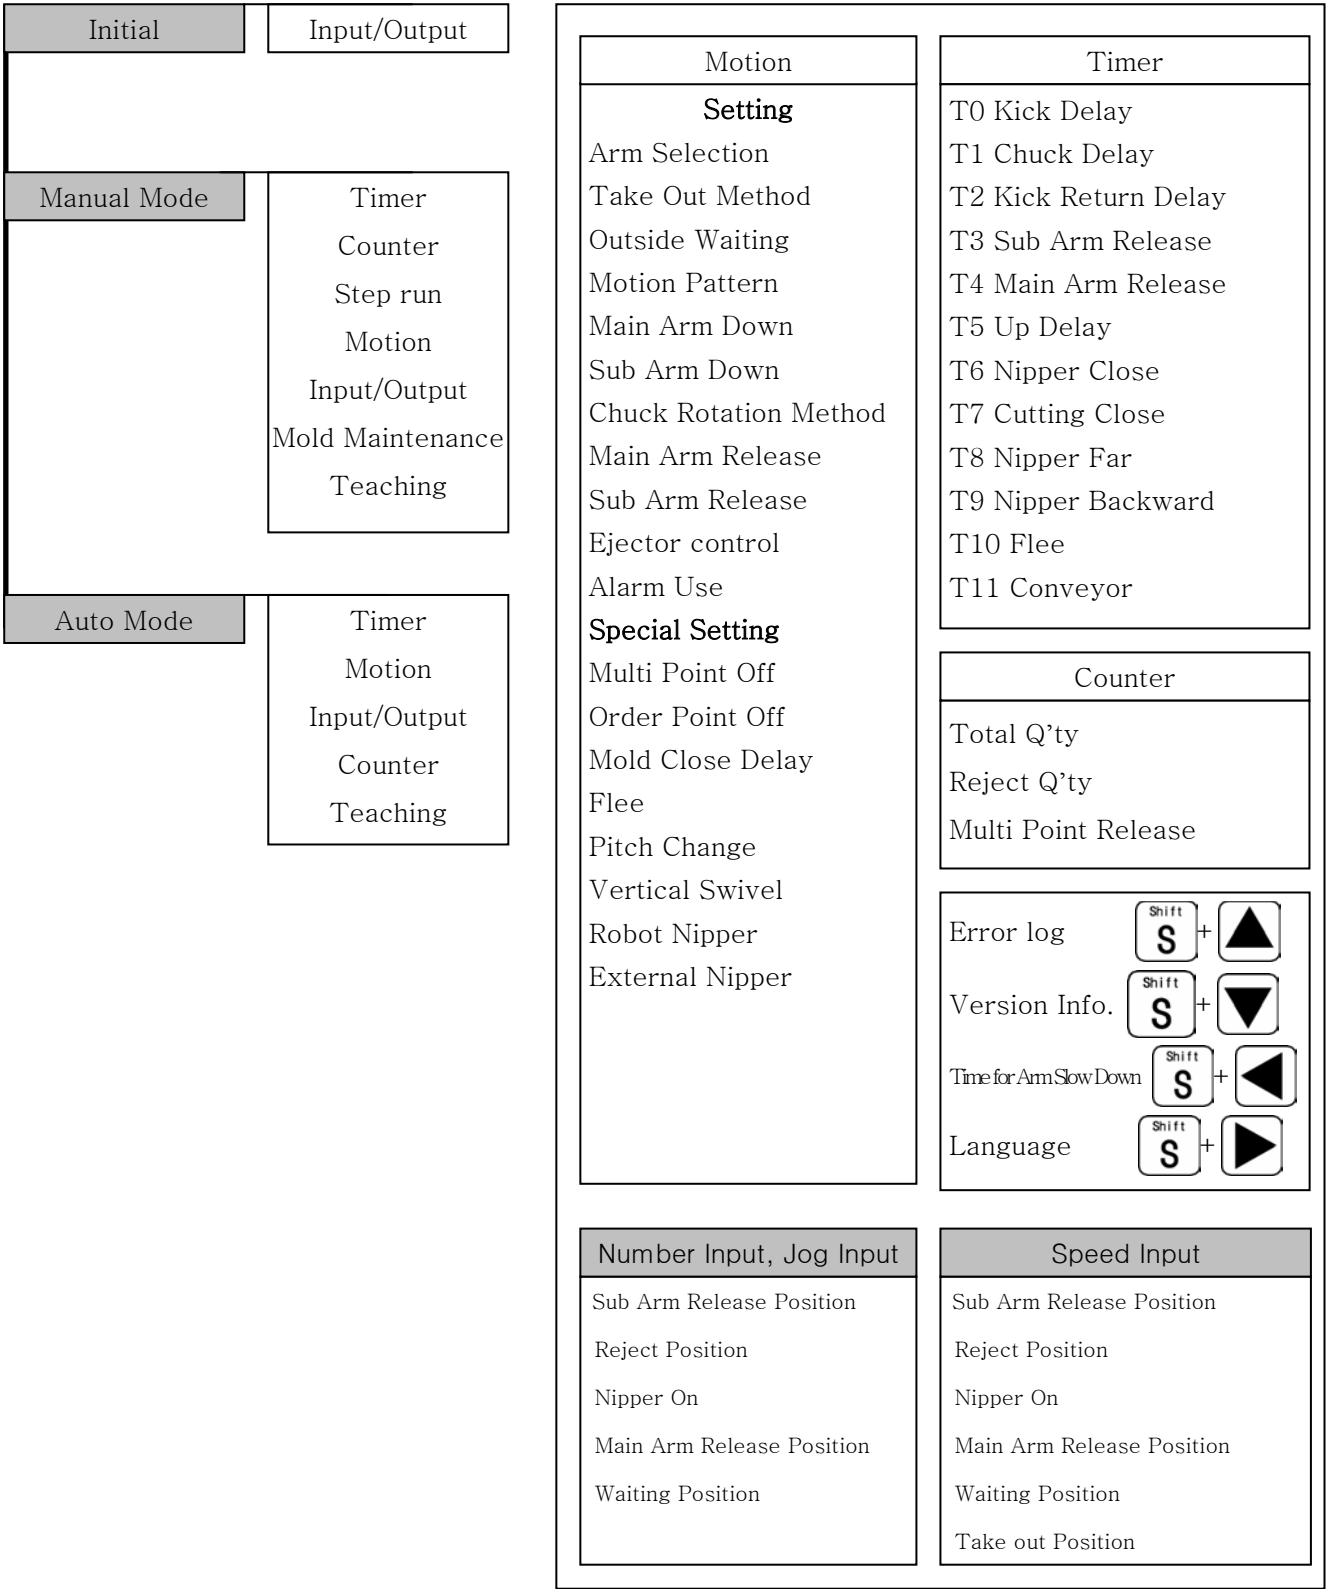 Initial
Input/Output
Manual Mode
Timer
Counter
Step run
Motion
Input/Output
Mold Maintenance
Teaching
Auto Mode
Timer
Motion
Input/Output
Counter
Teaching
Motion
Setting
Arm Selection
Take Out Method
Outside Waiting
Motion Pattern
Main Arm Down
Sub Arm Down
Chuck Rotation Method
Main Arm Release
Sub Arm Release
Ejector control
Alarm Use
Special Setting
Multi Point Off
Order Point Off
Mold Close Delay
Flee
Pitch Change
Vertical Swivel
Robot Nipper
External Nipper
Timer
T0 Kick Delay
T1 Chuck Delay
T2 Kick Return Delay
T3 Sub Arm Release
T4 Main Arm Release
T5 Up Delay
T6 Nipper Close
T7 Cutting Close
T8 Nipper Far
T9 Nipper Backward
T10 Flee
T11 Conveyor
Counter
Total Q’ty
Reject Q’ty
Multi Point Release
Error log Shift S + ▲
Version Info. Shift S + ▼
Time for Arm Slow Down Shift S + ◀
Language Shift S + ▶
Number Input, Jog Input
Sub Arm Release Position
Reject Position
Nipper On
Main Arm Release Position
Waiting Position
Speed Input
Sub Arm Release Position
Reject Position
Nipper On
Main Arm Release Position
Waiting Position
Take out Position